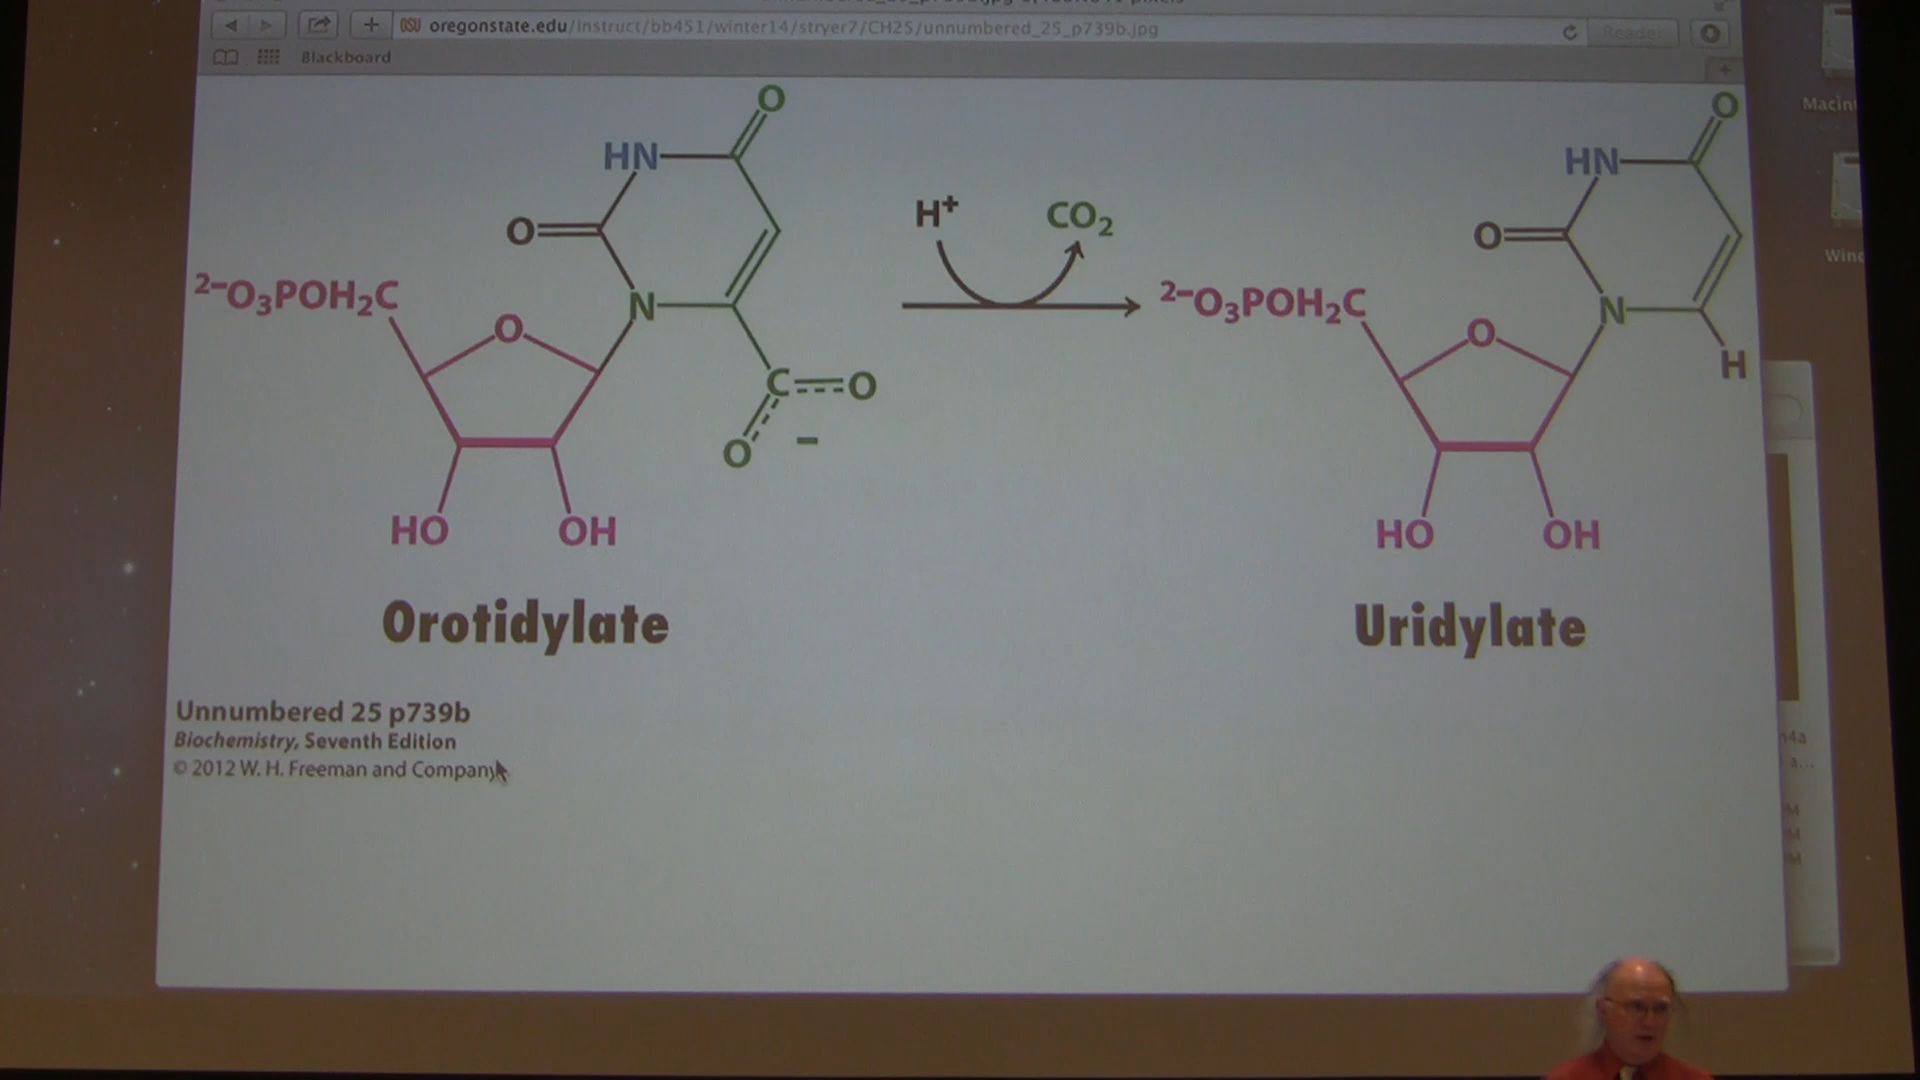 oregonstate.edu/instruct/bb451/winter14/stryer7/CH25/unnumbered_25_p739b.jpg
Reader
Blackboard
O
HN
O
N
2−O3POH2C
O
C
O
O
−
HO
OH
Orotidylate
H+
CO2
O
HN
O
N
H
2−O3POH2C
O
HO
OH
Uridylate
Unnumbered 25 p739b
Biochemistry, Seventh Edition
© 2012 W. H. Freeman and Company